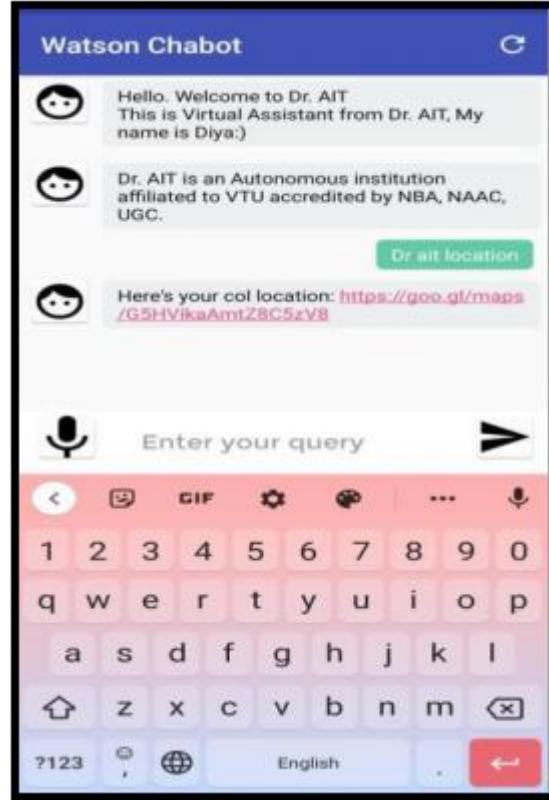 Watson Chabot
Hello. Welcome to Dr. AIT
This is Virtual Assistant from Dr. AIT, My
name is Diya:)
Dr. AIT is an Autonomous institution
affiliated to VTU accredited by NBA, NAAC,
UGC.
Dr ait location
Here's your col location: https://goo.gl/maps
/G5HVikaAmtZ8C5zV8
Enter your query
GIF
1 2 3 4 5 6 7 8 9 0
q w e r t y u i o p
a s d f g h j k l
z x c v b n m
?123 , English .